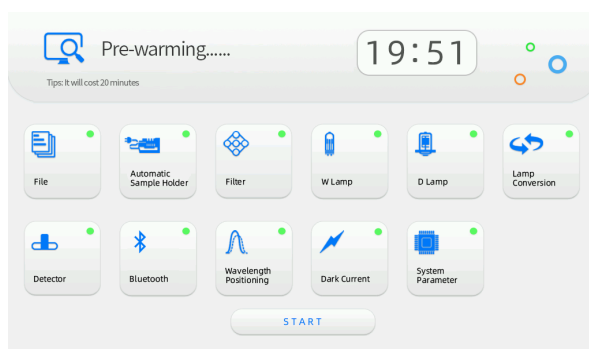 Pre-warming......
19:51
Tips: It will cost 20 minutes
File
Automatic
Sample Holder
Filter
W Lamp
D Lamp
Lamp
Conversion
Detector
Bluetooth
Wavelength
Positioning
Dark Current
System
Parameter
START